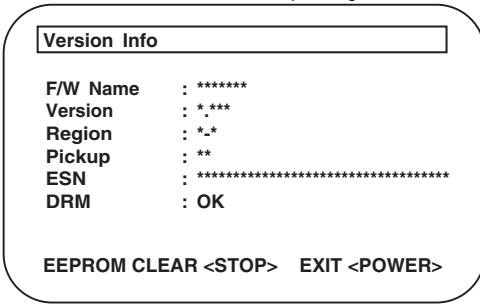 Version Info
F/W Name : *******
Version : *.***
Region : *-*
Pickup : **
ESN : ***********************************
DRM : OK
EEPROM CLEAR <STOP> EXIT <POWER>